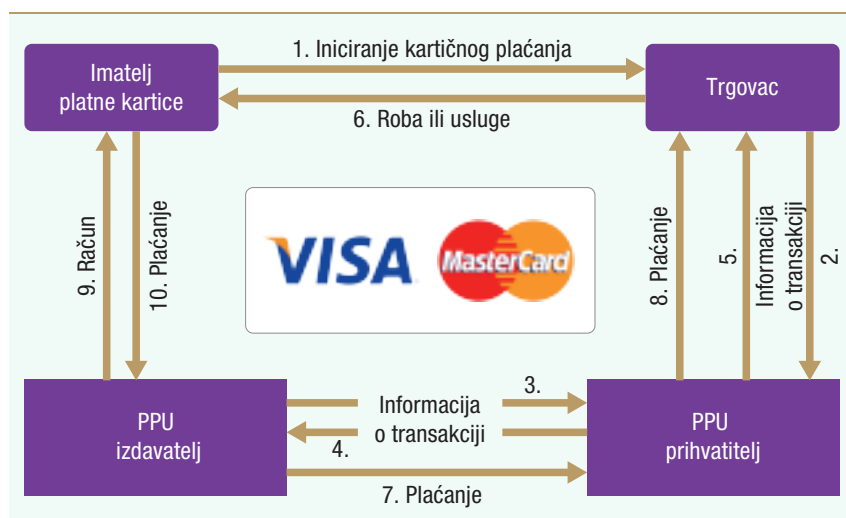 1. Iniciranje kartičnog plaćanja
Imatelj
platne kartice
Trgovac
6. Roba ili usluge
9. Račun
10. Plaćanje
VISA
MasterCard
8. Plaćanje
5.
Informacija
o transakciji
2.
PPU
izdavatelj
3.
Informacija
o transakciji
4.
7. Plaćanje
PPU
prihvatitelj